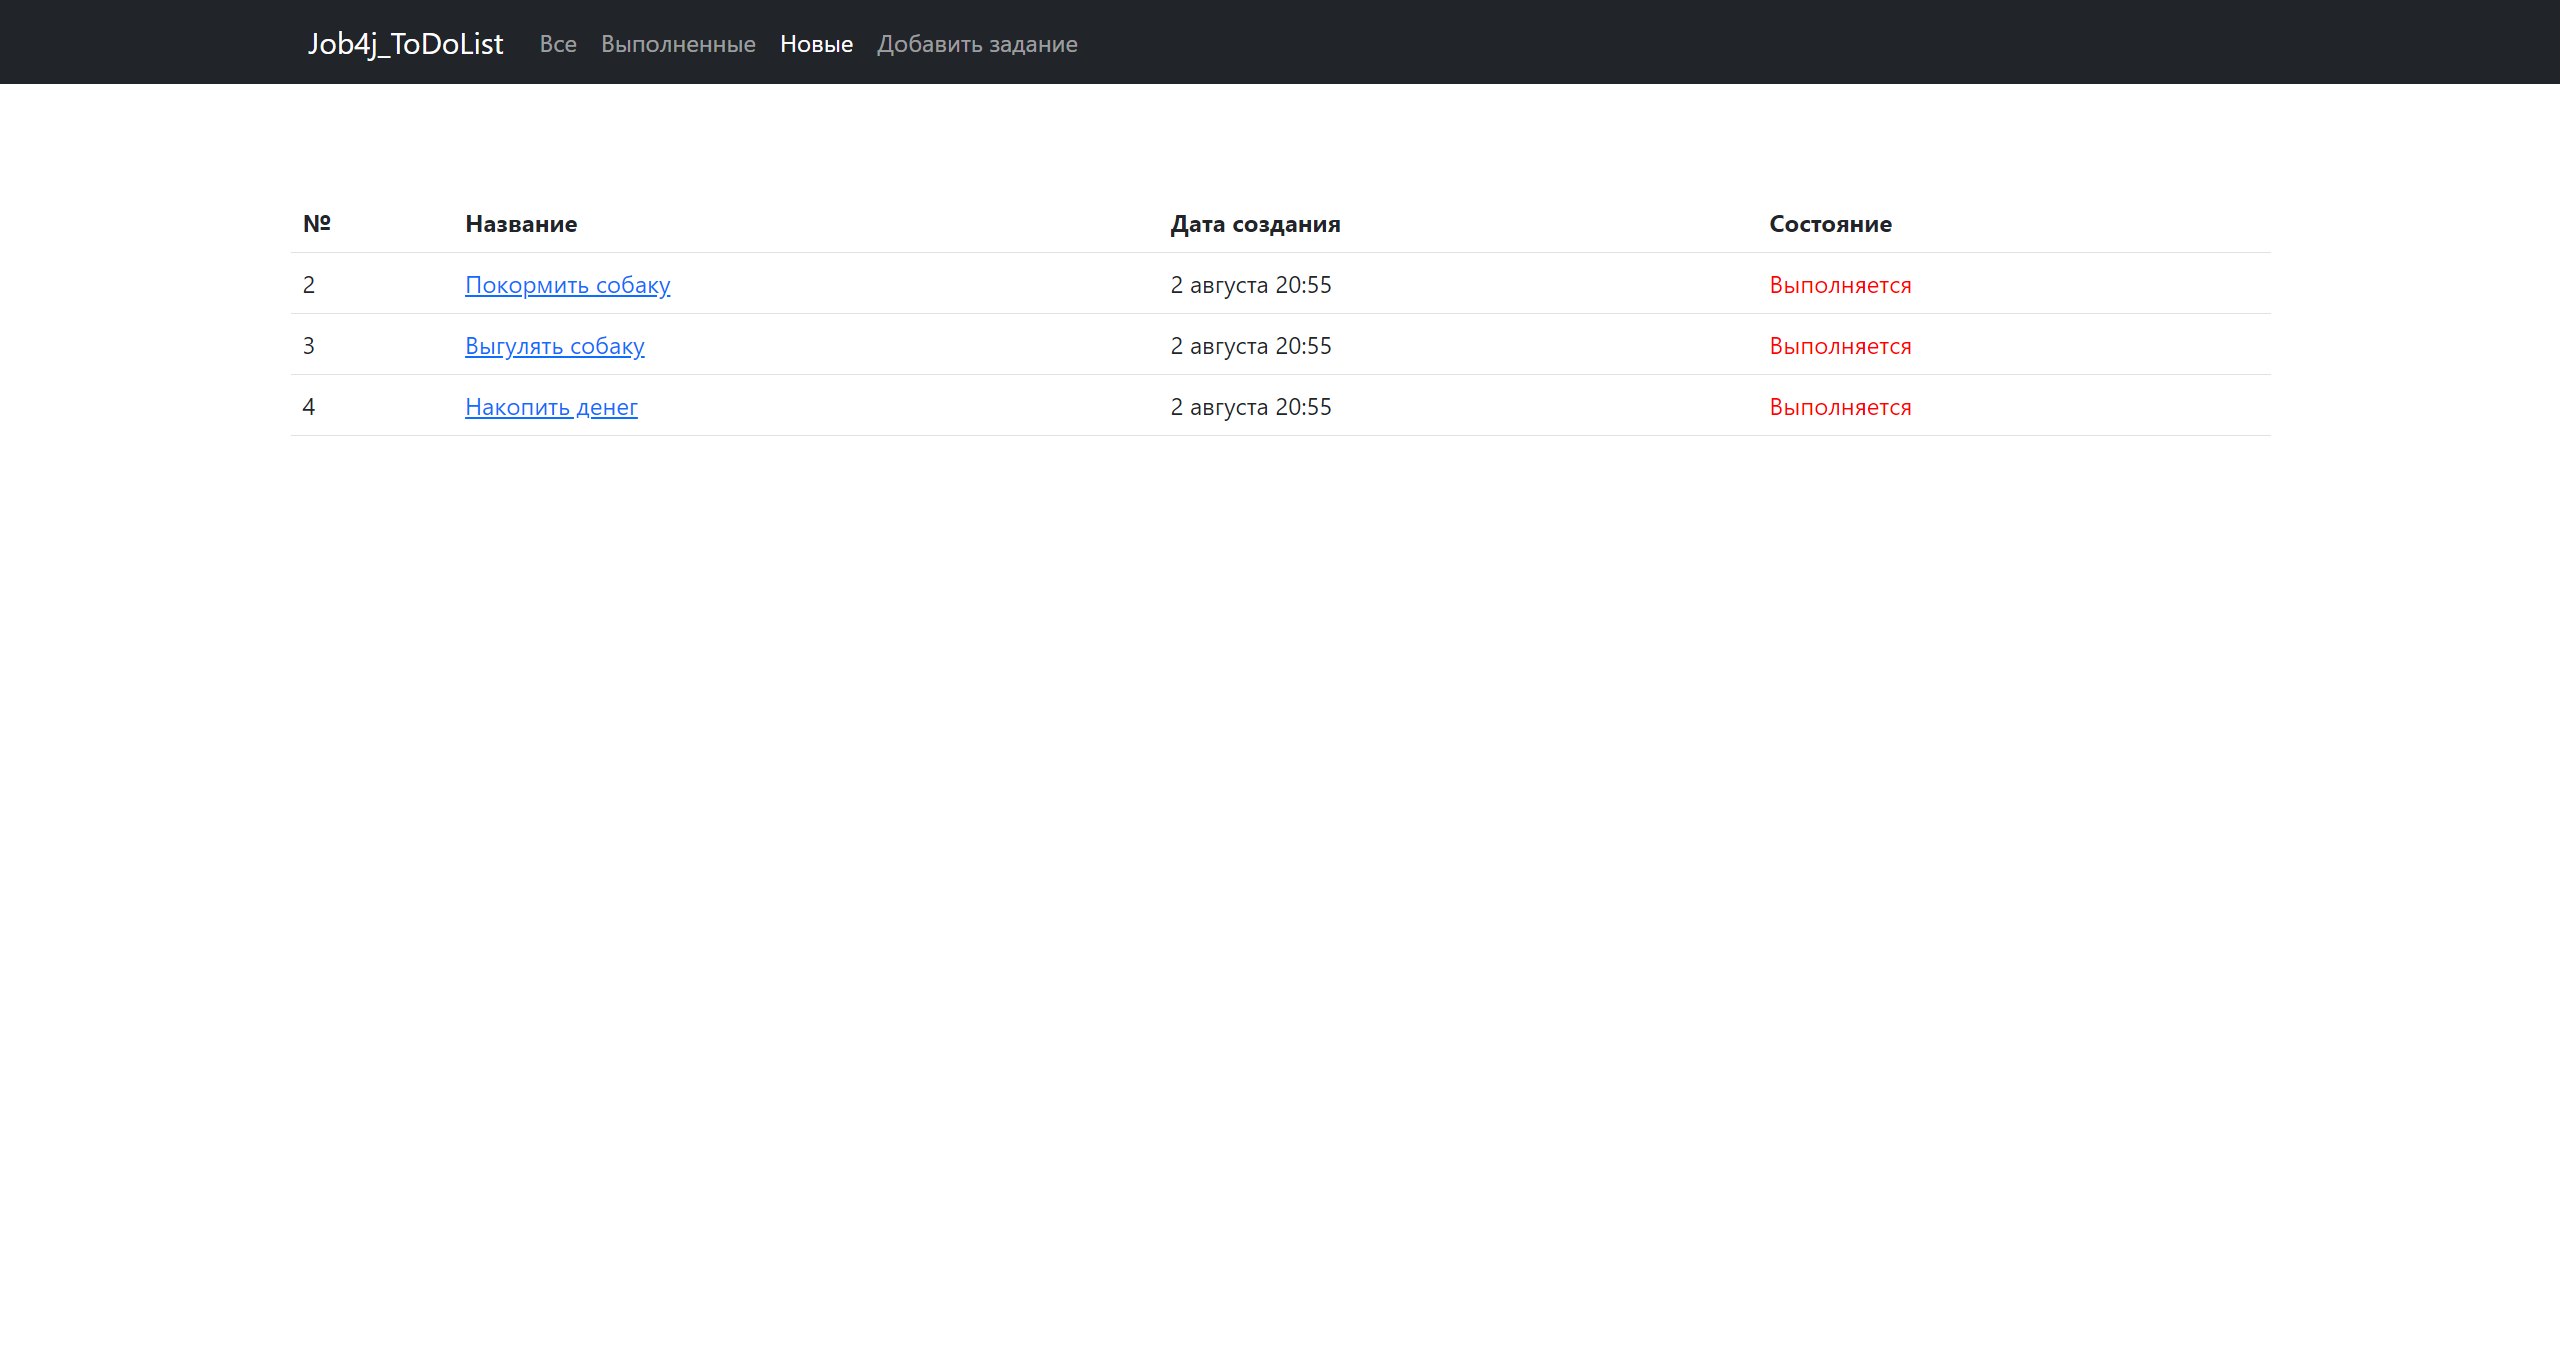 Job4j_ToDoList Все Выполненные Новые Добавить задание
№ Название Дата создания Состояние
2 Покормить собаку 2 августа 20:55 Выполняется
3 Выгулять собаку 2 августа 20:55 Выполняется
4 Накопить денег 2 августа 20:55 Выполняется